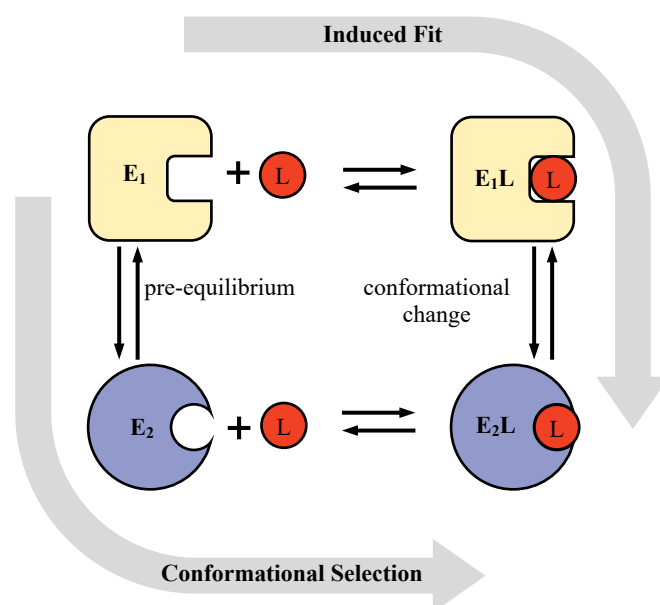 Induced Fit
E₁
L
E₁L
L
pre-equilibrium
conformational
change
E₂
L
E₂L
L
Conformational Selection